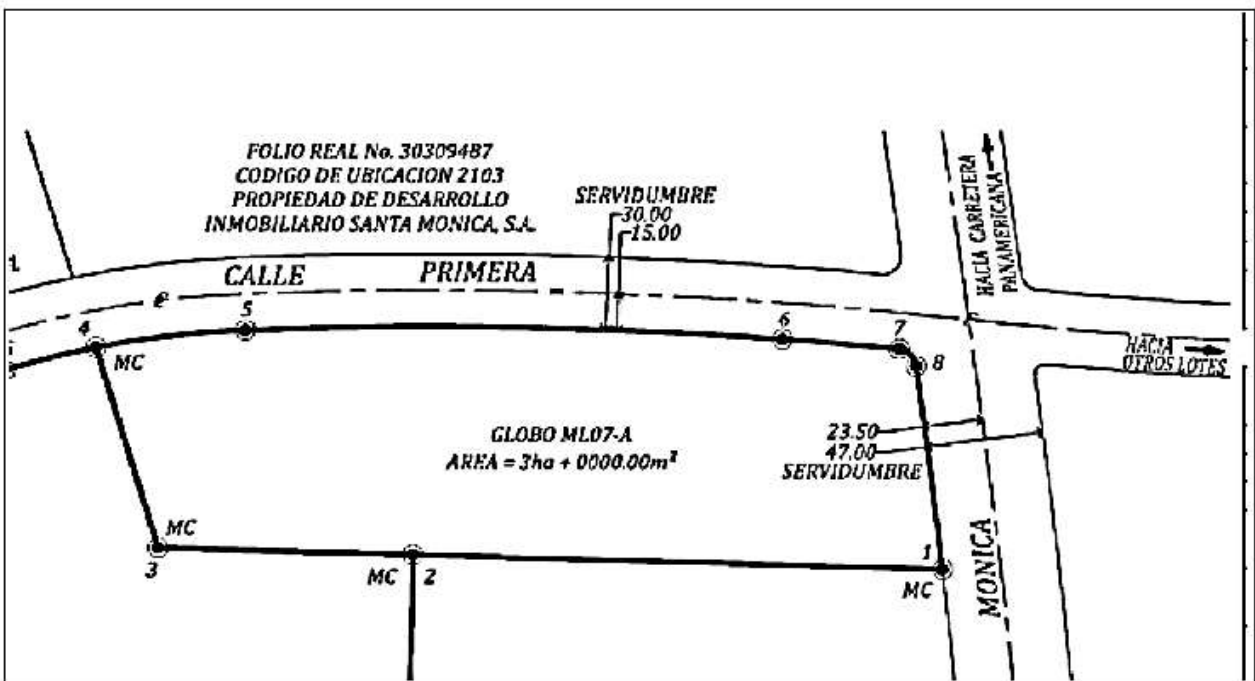 FOLIO REAL No. 30309487
CODIGO DE UBICACION 2103
PROPIEDAD DE DESARROLLO
INMOBILIARIO SANTA MONICA, S.A.
SERVIDUMBRE
30.00
15.00
HACIA CARRETERA
PANAMERICANA
1
CALLE PRIMERA
e
4
MC
5
6
7
8
HACIA
OTROS LOTES
GLOBO ML07-A
AREA = 3ha + 0000.00m²
23.50
47.00
SERVIDUMBRE
MC
3
MC
2
1
MC
MONICA